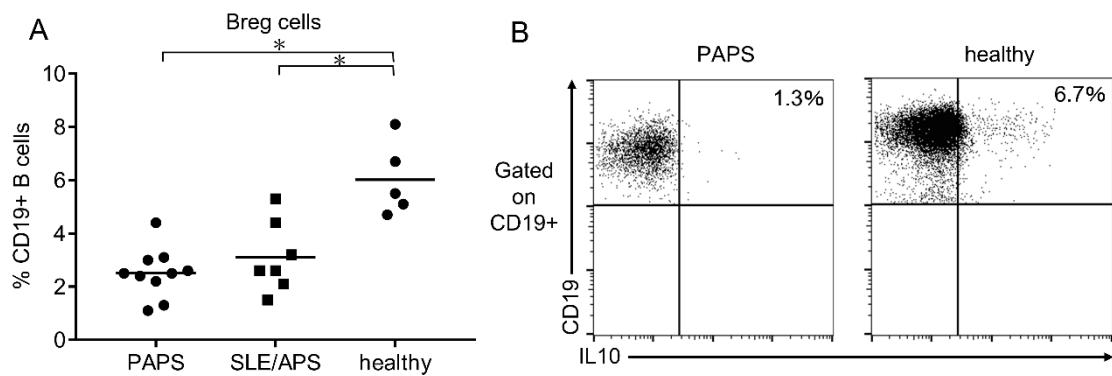 A
Breg cells
*
*
% CD19+ B cells
10
8
6
4
2
0
PAPS
SLE/APS
healthy
B
PAPS
healthy
1.3%
6.7%
Gated
on
CD19+
CD19
IL10